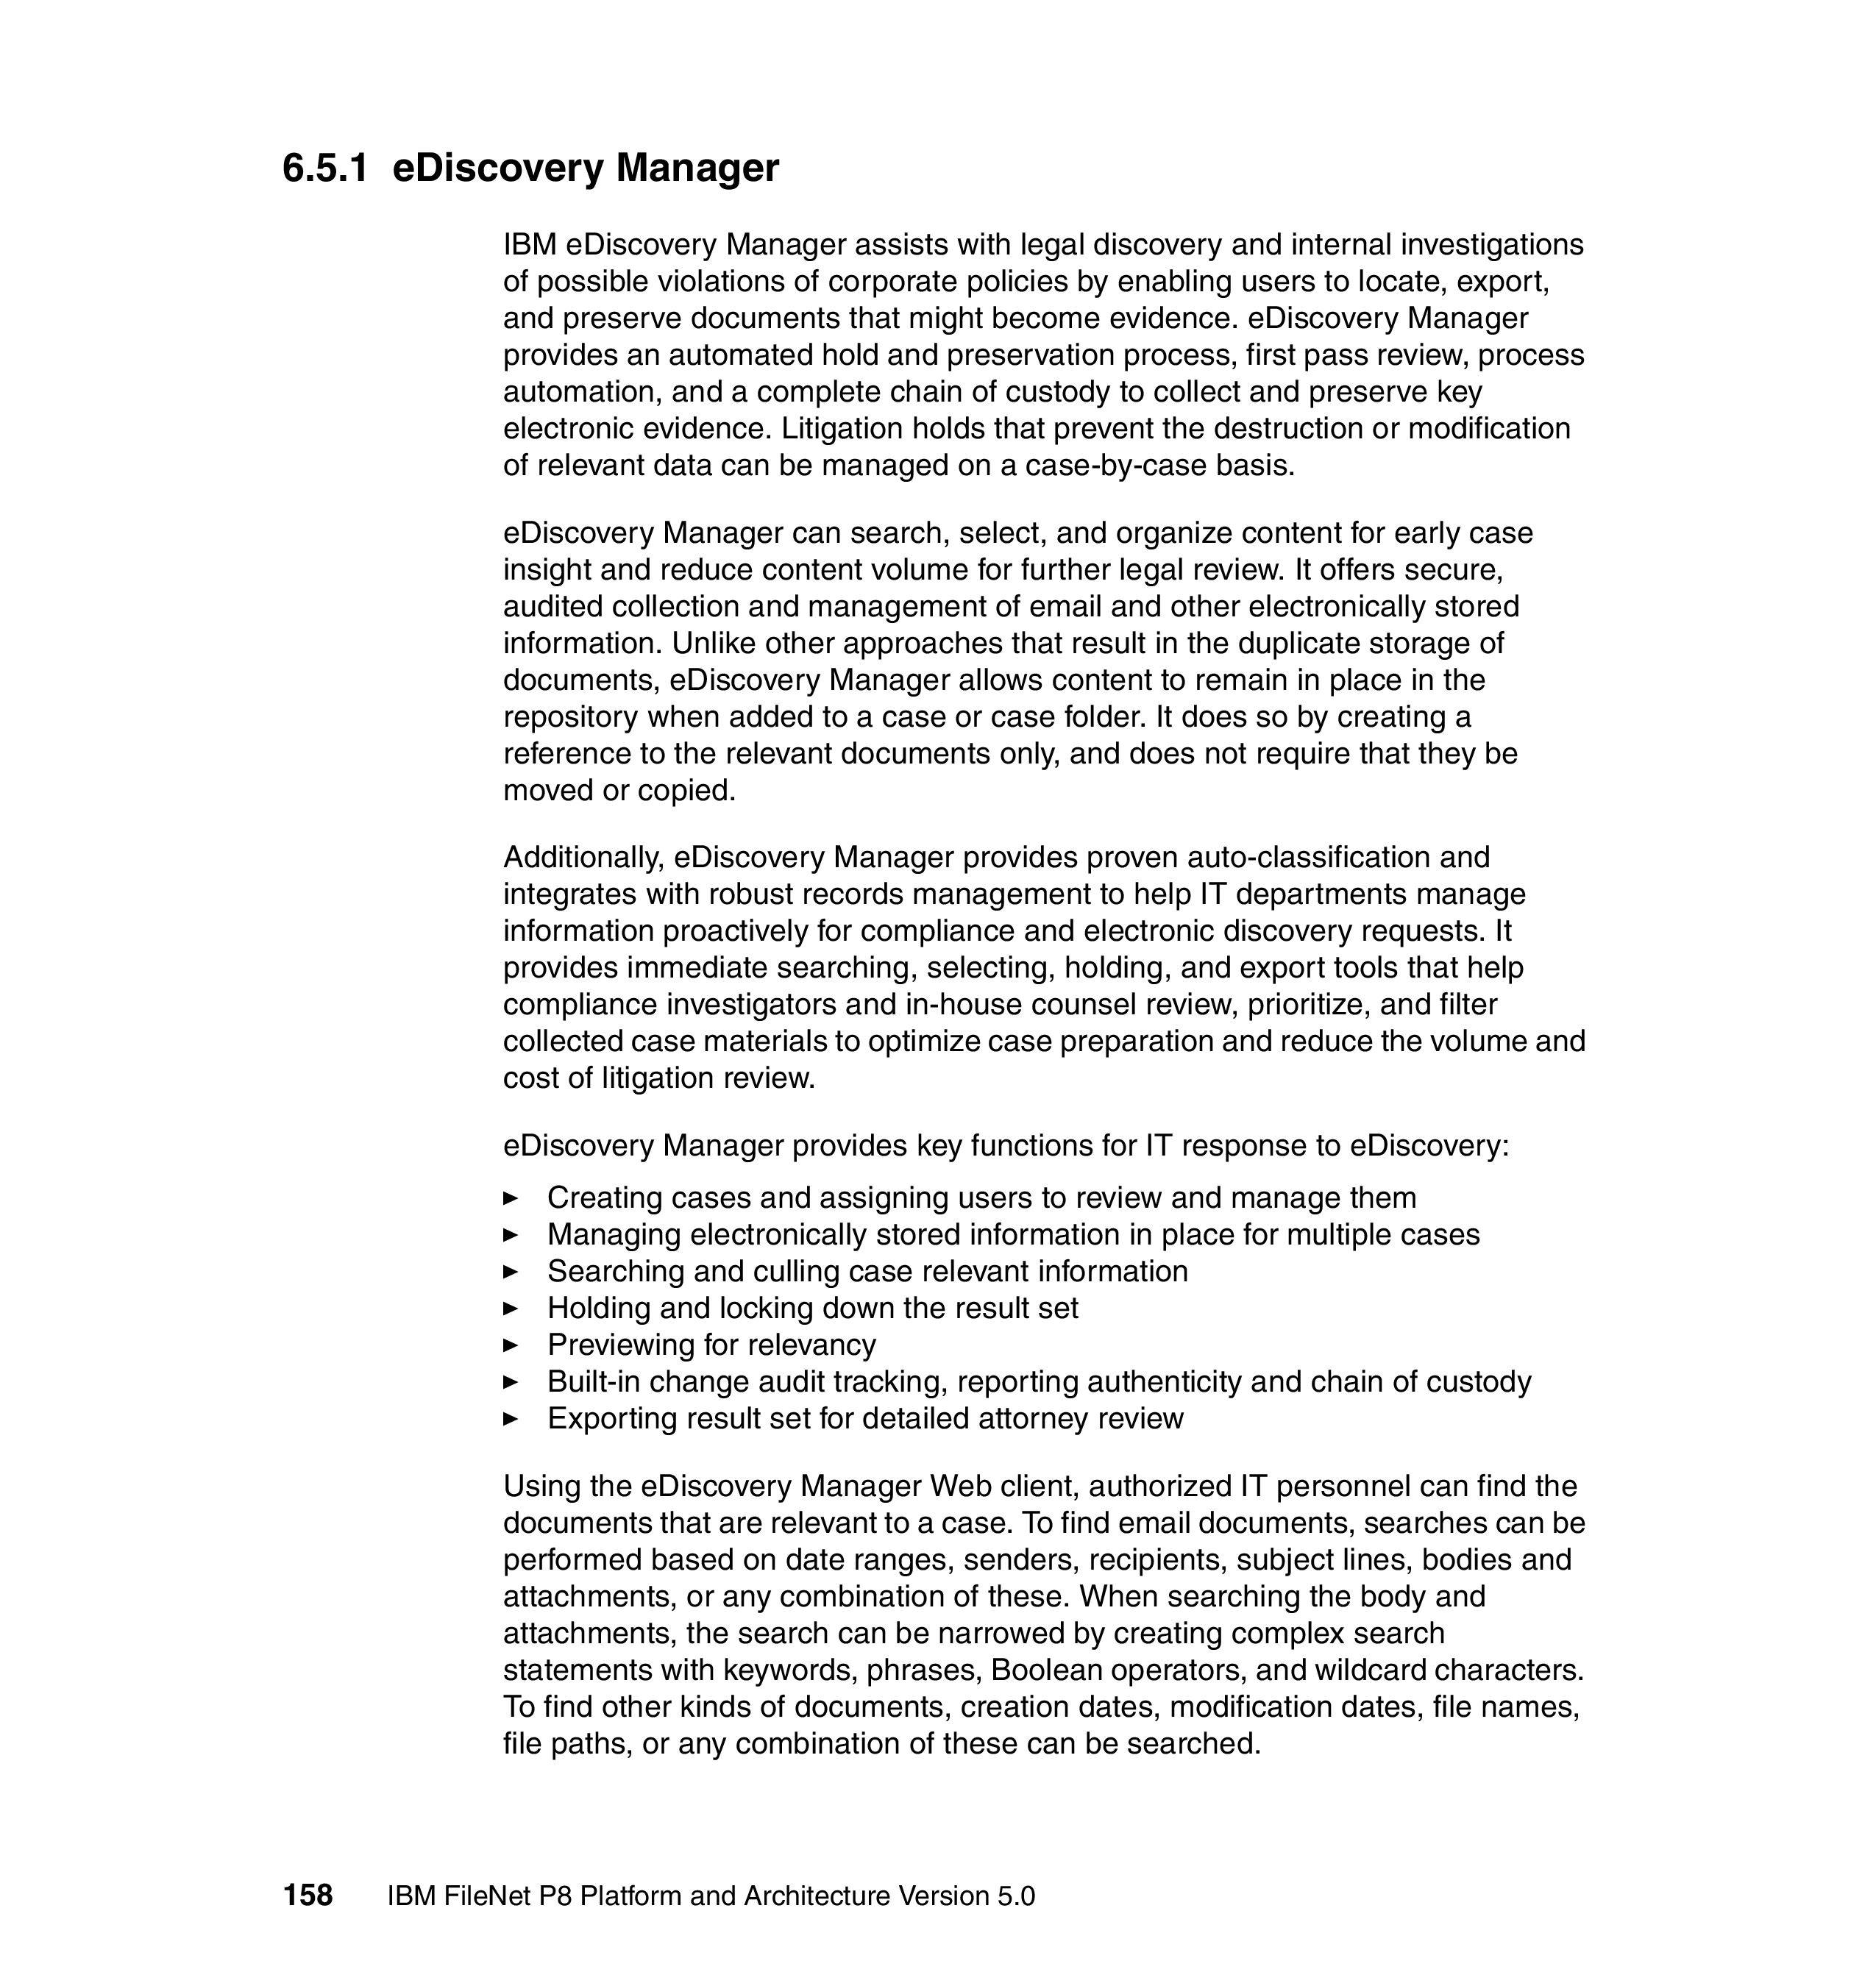 6.5.1 eDiscovery Manager
IBM eDiscovery Manager assists with legal discovery and internal investigations
of possible violations of corporate policies by enabling users to locate, export,
and preserve documents that might become evidence. eDiscovery Manager
provides an automated hold and preservation process, first pass review, process
automation, and a complete chain of custody to collect and preserve key
electronic evidence. Litigation holds that prevent the destruction or modification
of relevant data can be managed on a case-by-case basis.
eDiscovery Manager can search, select, and organize content for early case
insight and reduce content volume for further legal review. It offers secure,
audited collection and management of email and other electronically stored
information. Unlike other approaches that result in the duplicate storage of
documents, eDiscovery Manager allows content to remain in place in the
repository when added to a case or case folder. It does so by creating a
reference to the relevant documents only, and does not require that they be
moved or copied.
Additionally, eDiscovery Manager provides proven auto-classification and
integrates with robust records management to help IT departments manage
information proactively for compliance and electronic discovery requests. It
provides immediate searching, selecting, holding, and export tools that help
compliance investigators and in-house counsel review, prioritize, and filter
collected case materials to optimize case preparation and reduce the volume and
cost of litigation review.
eDiscovery Manager provides key functions for IT response to eDiscovery:
► Creating cases and assigning users to review and manage them
► Managing electronically stored information in place for multiple cases
► Searching and culling case relevant information
► Holding and locking down the result set
► Previewing for relevancy
► Built-in change audit tracking, reporting authenticity and chain of custody
► Exporting result set for detailed attorney review
Using the eDiscovery Manager Web client, authorized IT personnel can find the
documents that are relevant to a case. To find email documents, searches can be
performed based on date ranges, senders, recipients, subject lines, bodies and
attachments, or any combination of these. When searching the body and
attachments, the search can be narrowed by creating complex search
statements with keywords, phrases, Boolean operators, and wildcard characters.
To find other kinds of documents, creation dates, modification dates, file names,
file paths, or any combination of these can be searched.
158 IBM FileNet P8 Platform and Architecture Version 5.0